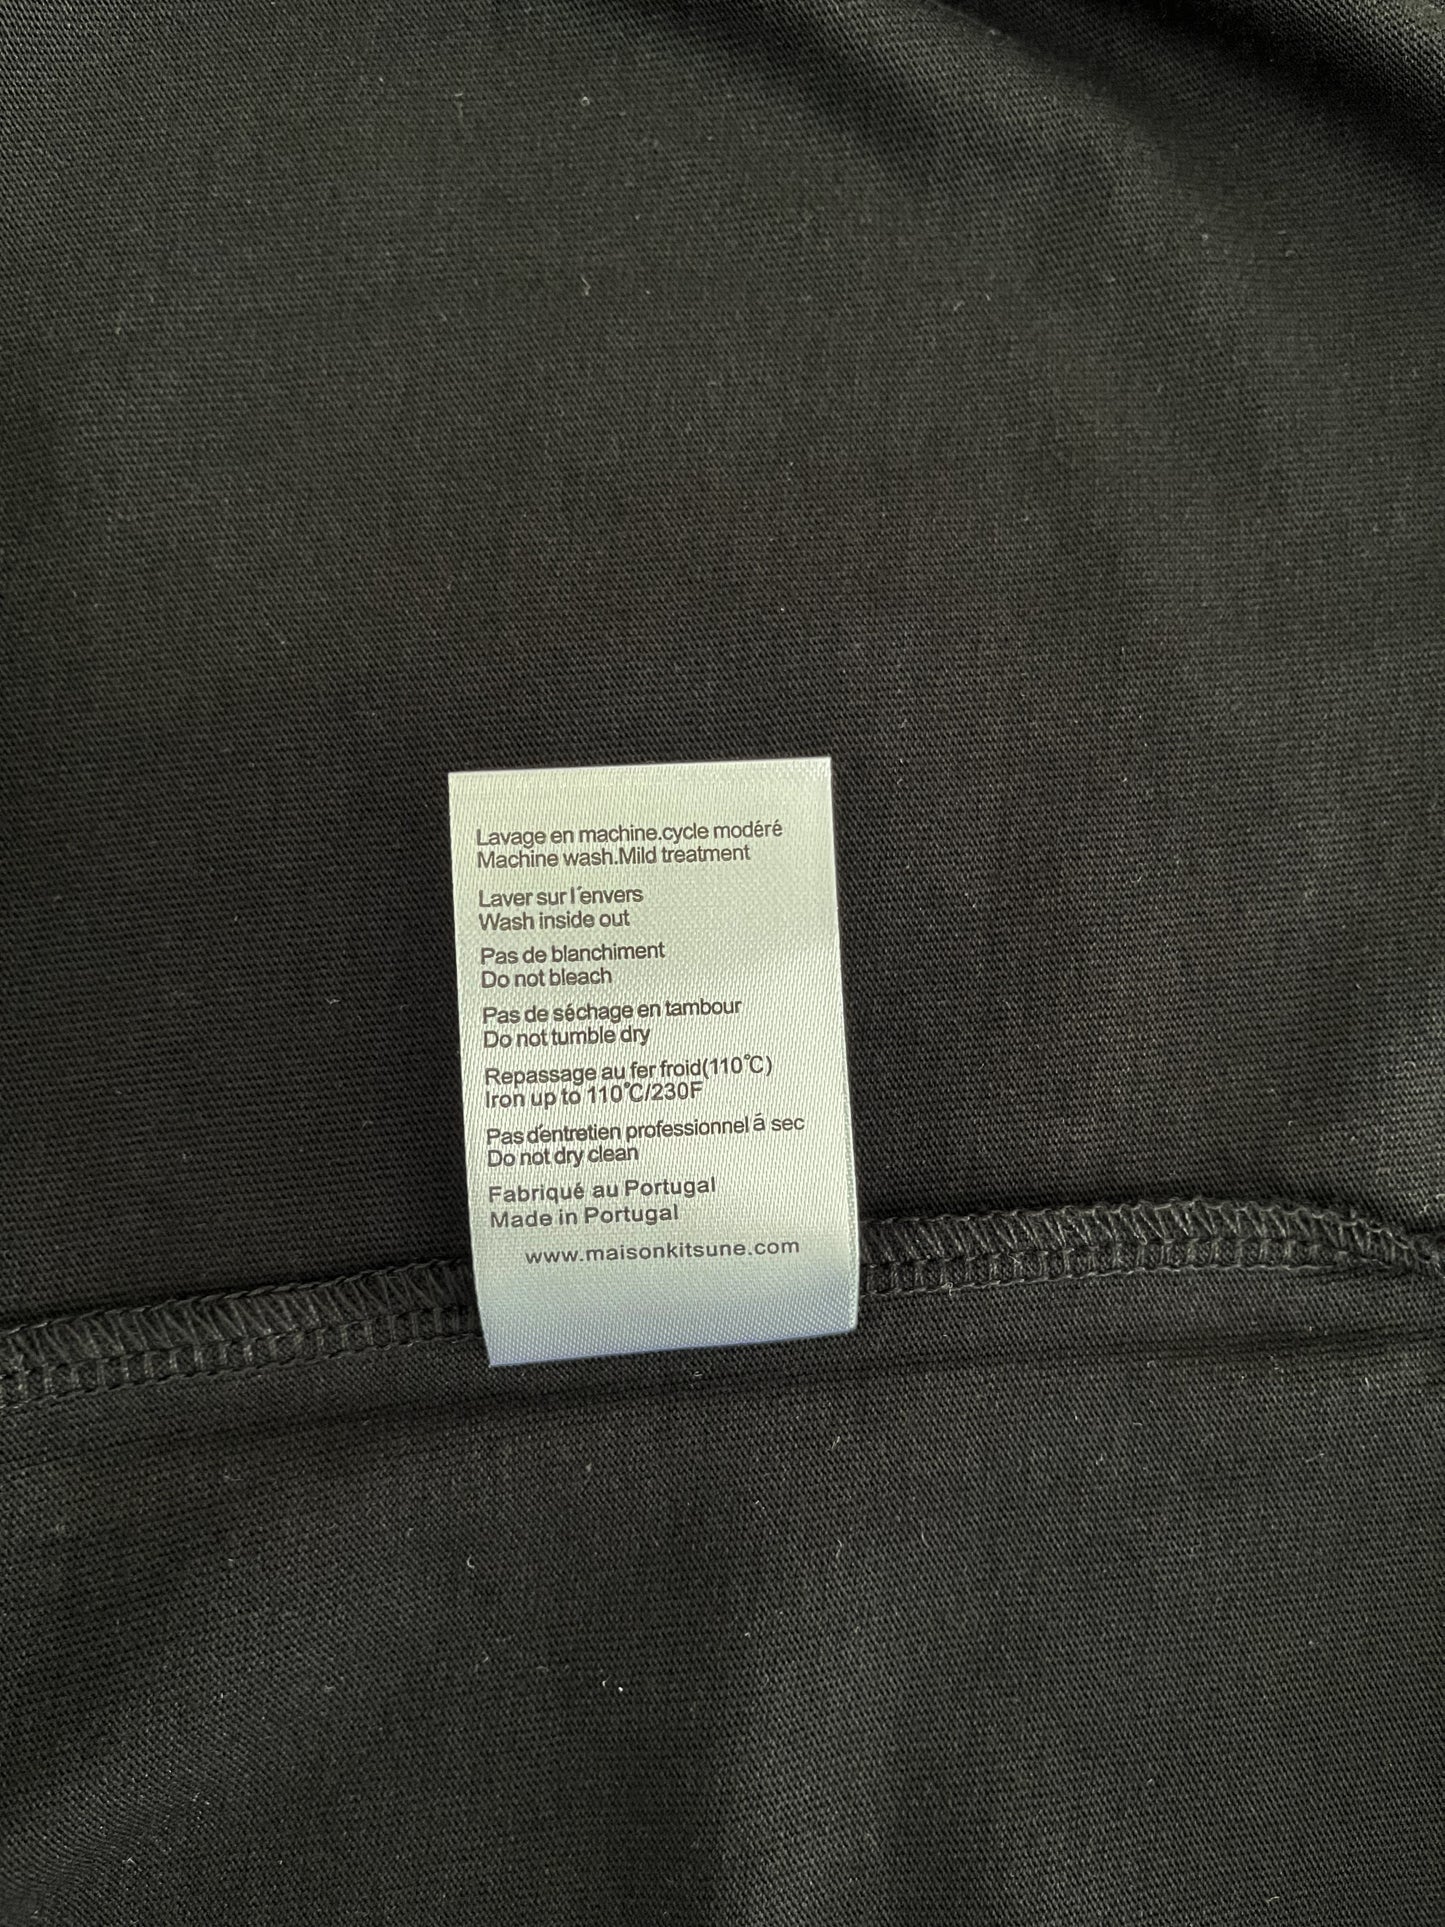 Lavage en machine.cycle modéré
Machine wash.Mild treatment
Laver sur l´envers
Wash inside out
Pas de blanchiment
Do not bleach
Pas de séchage en tambour
Do not tumble dry
Repassage au fer froid(110℃)
Iron up to 110℃/230F
Pas d´entretien professionnel á sec
Do not dry clean
Fabriqué au Portugal
Made in Portugal
www.maisonkitsune.com